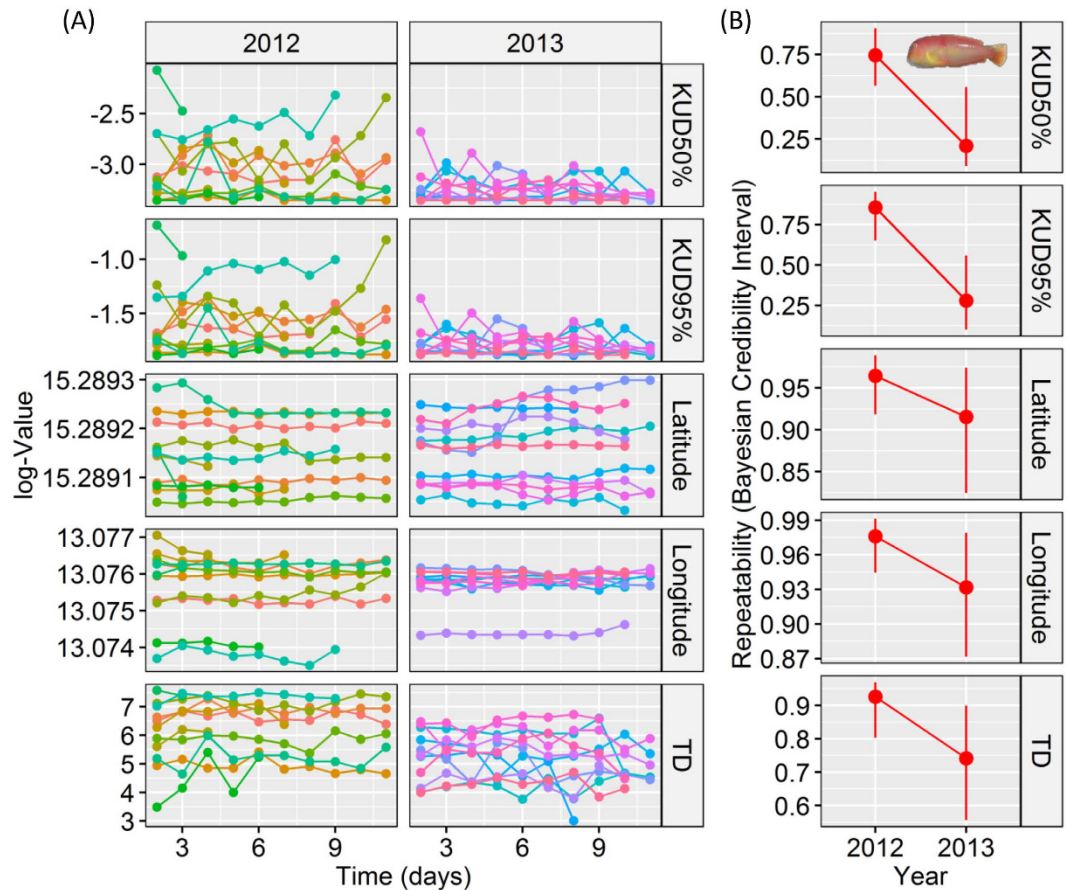 (A)
2012
2013
-2.5
-3.0
KUD50%
-1.0
-1.5
KUD95%
15.2893
15.2892
15.2891
Latitude
13.077
13.076
13.075
13.074
Longitude
7
6
5
4
3
TD
log-Value
3
6
9
3
6
9
Time (days)
(B)
0.75
0.50
0.25
KUD50%
0.75
0.50
0.25
KUD95%
0.95
0.90
0.85
Latitude
0.99
0.96
0.93
0.90
0.87
Longitude
0.9
0.8
0.7
0.6
TD
Repeatability (Bayesian Credibility Interval)
2012
2013
Year